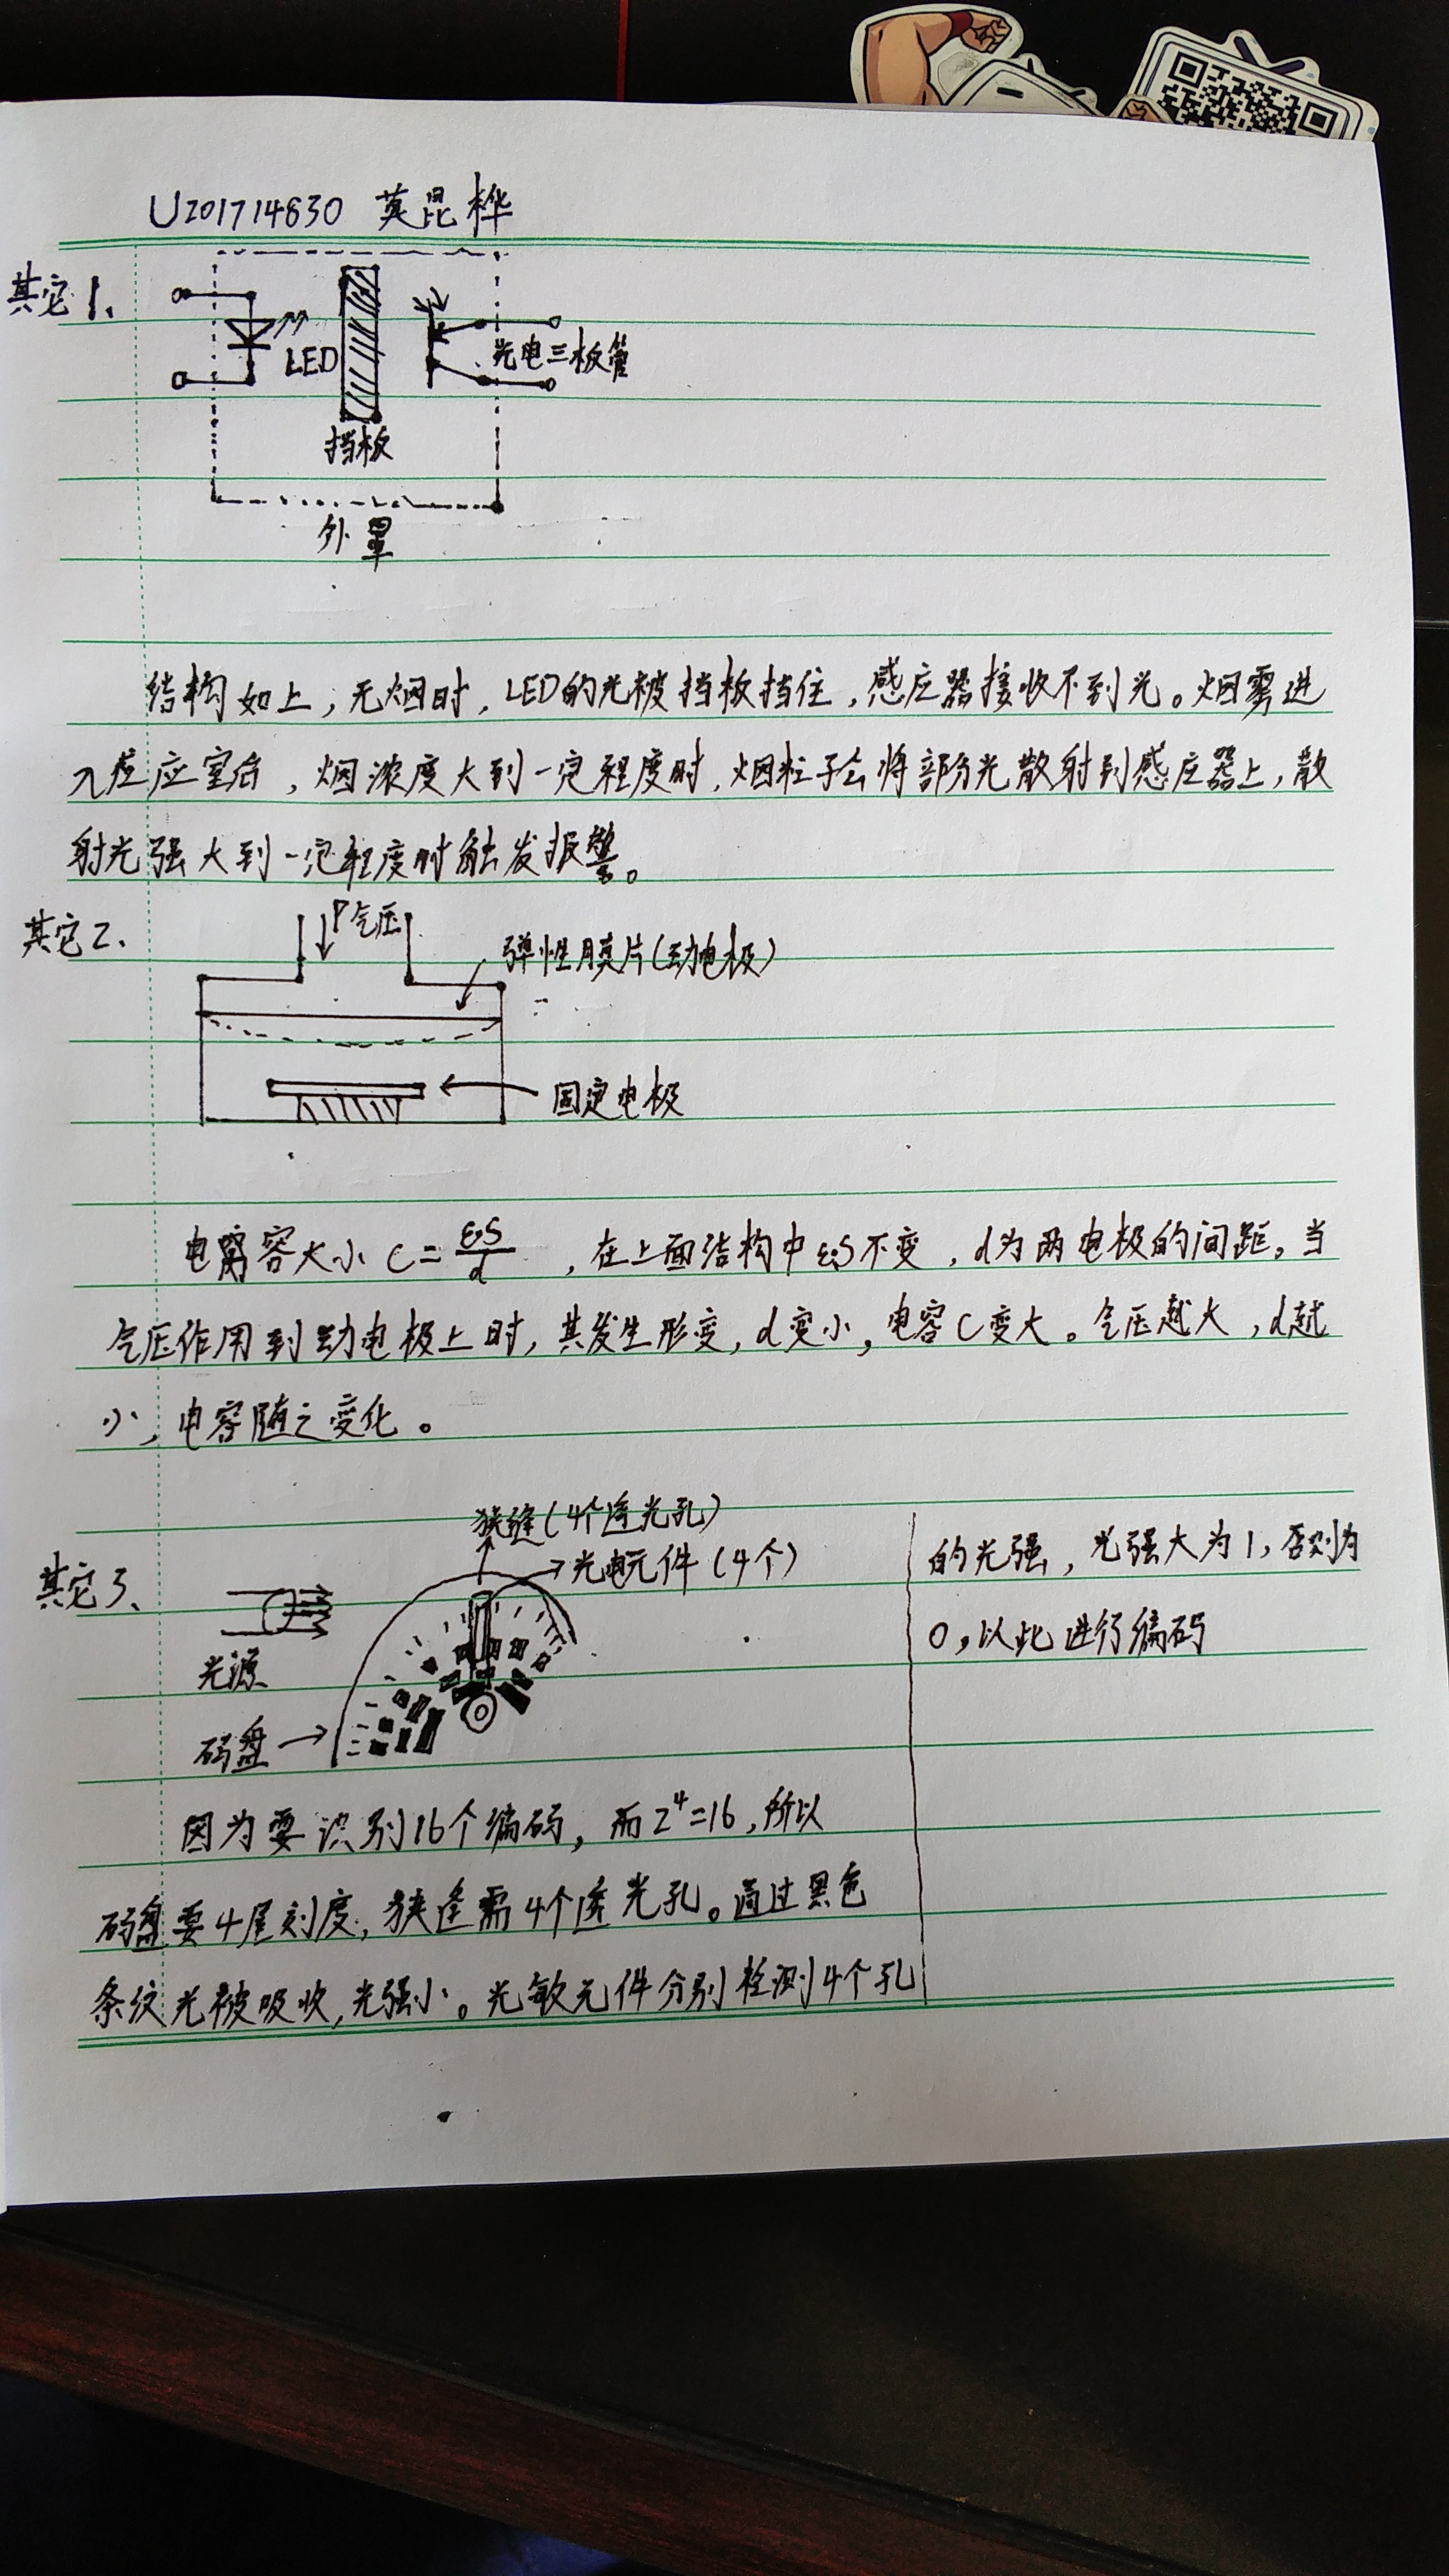 U201714830 莫昆桦
其它1、
LED
光电三极管
挡板
外罩
结构如上，无烟时，LED的光被挡板挡住，感应器接收不到光。烟雾进
入应应室后，烟浓度大到一定程度时，烟粒子会将部分光散射到感应器上，散
射光强大到一定程度时触发报警。
其它2、
P气压
弹性膜片（动电极）
固定电极
电容大小 C=εS/d ，在上面结构中εS不变，d为两电极的间距。当
气压作用到动电极上时，其发生形变，d变小，电容C变大。气压越大，d越
小，电容随之变化。
其它3、
狭缝（4个透光孔）
光电元件（4个）
光源
码盘→
因为要识别16个编码，而2⁴=16，所以
码盘要4层刻度，狭逢需4个透光孔。通过黑色
条纹光被吸收，光强小。光敏元件分别检测4个孔
的光强，光强大为1，否则为
0，以此进行编码